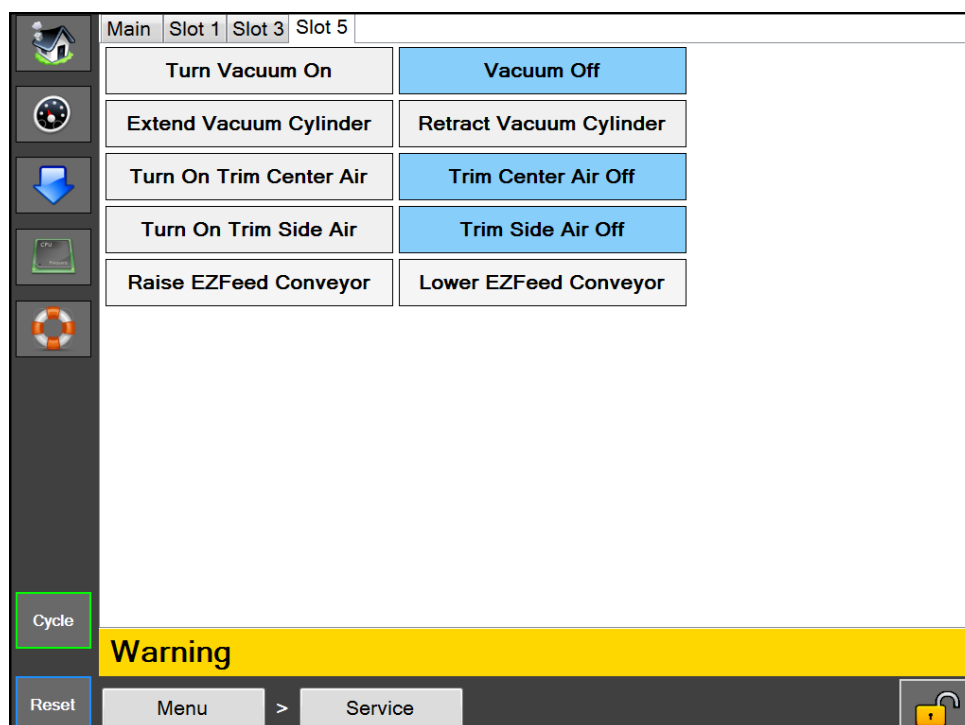 Main Slot 1 Slot 3 Slot 5
Turn Vacuum On Vacuum Off
Extend Vacuum Cylinder Retract Vacuum Cylinder
Turn On Trim Center Air Trim Center Air Off
Turn On Trim Side Air Trim Side Air Off
Raise EZFeed Conveyor Lower EZFeed Conveyor
CPU
Cycle
Warning
Reset Menu > Service